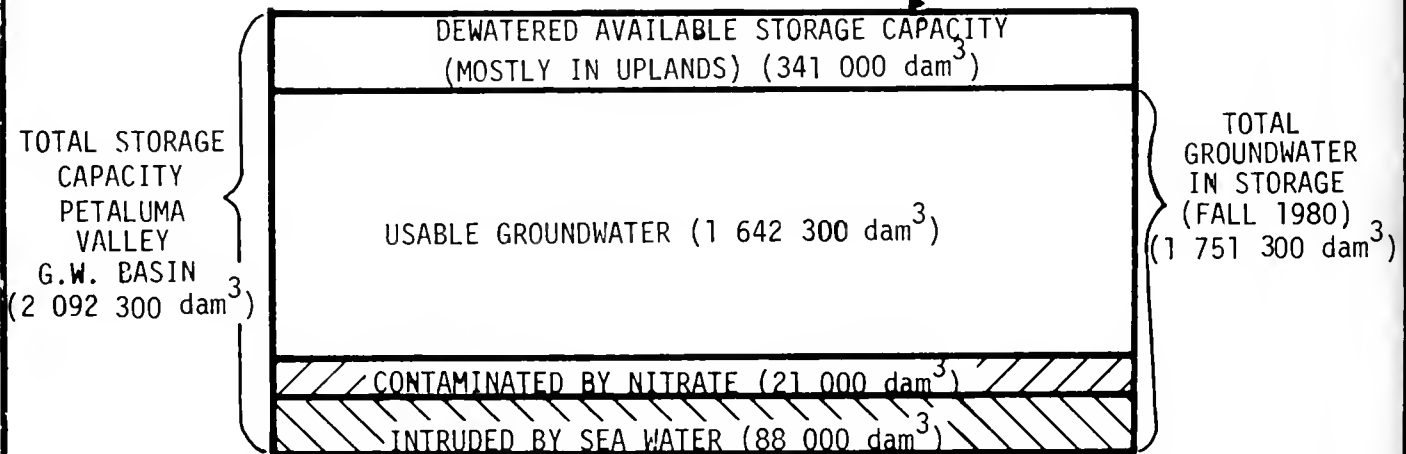 DEWATERED AVAILABLE STORAGE CAPACITY
(MOSTLY IN UPLANDS) (341 000 dam³)
TOTAL STORAGE
CAPACITY
PETALUMA
VALLEY
G.W. BASIN
(2 092 300 dam³)
USABLE GROUNDWATER (1 642 300 dam³)
TOTAL
GROUNDWATER
IN STORAGE
(FALL 1980)
(1 751 300 dam³)
CONTAMINATED BY NITRATE (21 000 dam³)
INTRUDED BY SEA WATER (88 000 dam³)